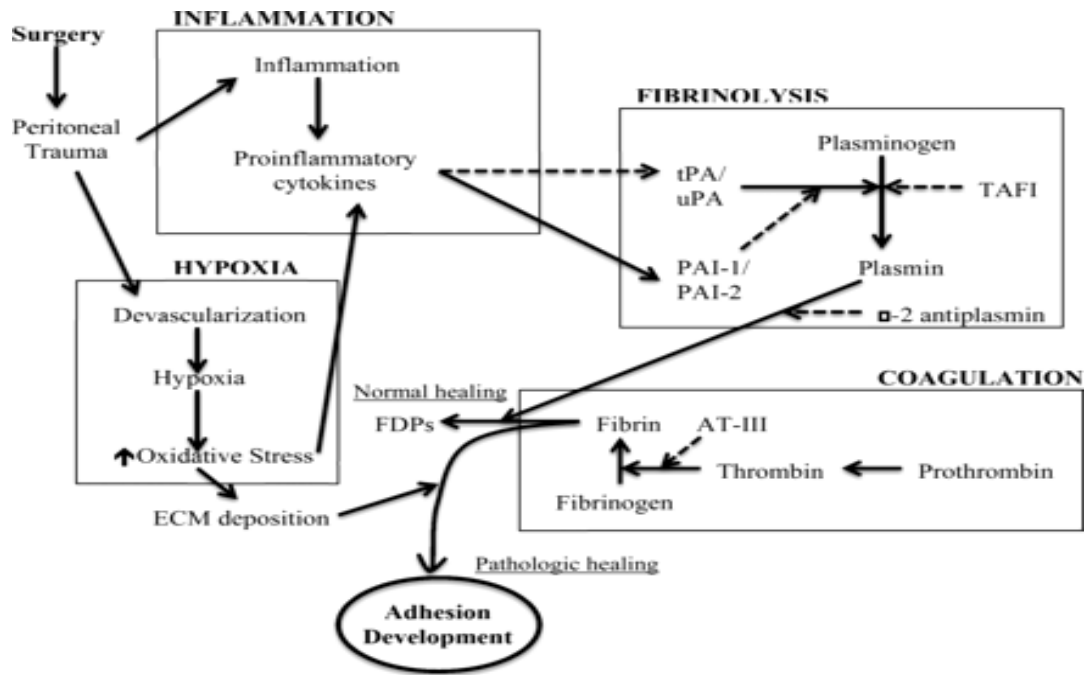 INFLAMMATION
Surgery
Inflammation
Peritoneal
Trauma
Proinflammatory
cytokines
FIBRINOLYSIS
Plasminogen
tPA/
uPA
TAFI
PAI-1/
PAI-2
Plasmin
-2 antiplasmin
HYPOXIA
Devascularization
Hypoxia
Oxidative Stress
ECM deposition
Normal healing
FDPs
COAGULATION
Fibrin
AT-III
Thrombin
Prothrombin
Fibrinogen
Pathologic healing
Adhesion
Development